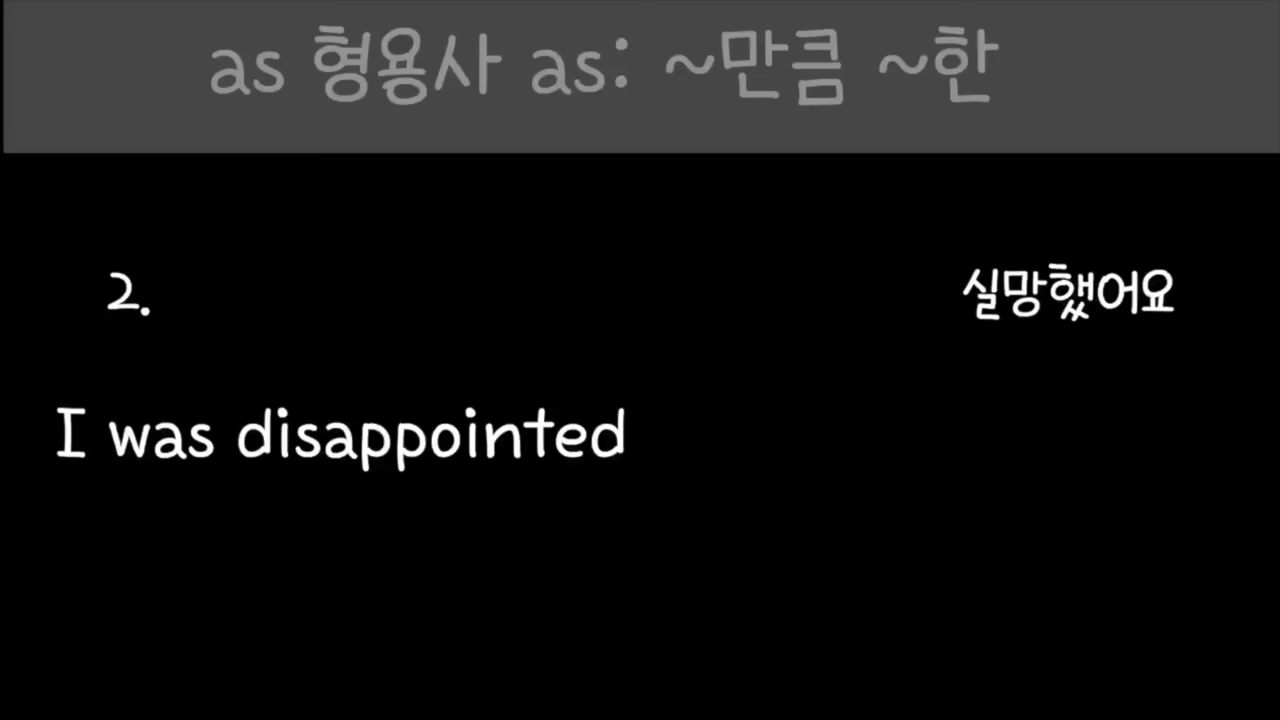 as 형용사 as: ~만큼 ~한
2. 실망했어요
I was disappointed